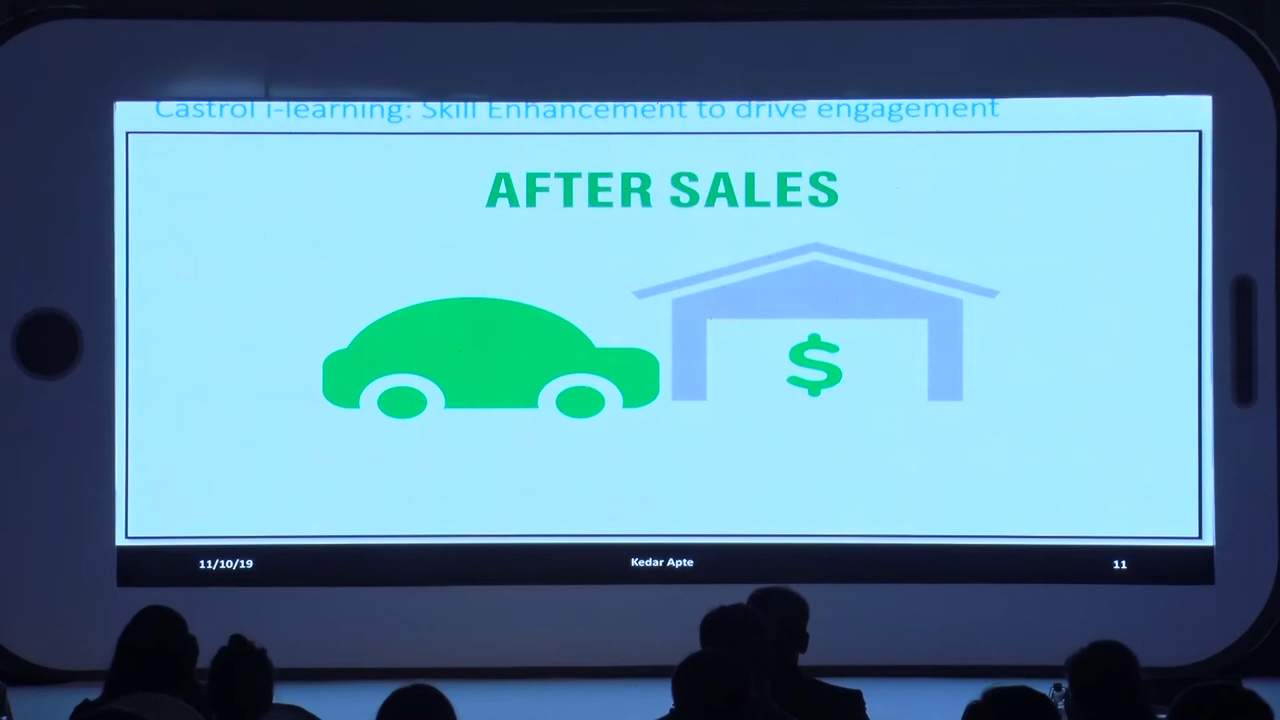 Castrol i-learning: Skill Enhancement to drive engagement
AFTER SALES
$
11/10/19
Kedar Apte
11